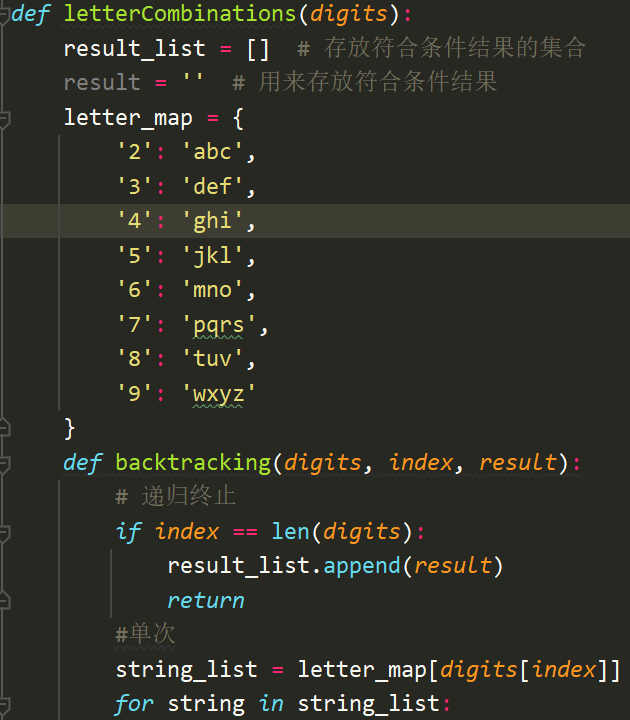 def letterCombinations(digits):
    result_list = []  # 存放符合条件结果的集合
    result = ''  # 用来存放符合条件结果
    letter_map = {
        '2': 'abc',
        '3': 'def',
        '4': 'ghi',
        '5': 'jkl',
        '6': 'mno',
        '7': 'pqrs',
        '8': 'tuv',
        '9': 'wxyz'
    }
    def backtracking(digits, index, result):
        # 递归终止
        if index == len(digits):
            result_list.append(result)
            return
        #单次
        string_list = letter_map[digits[index]]
        for string in string_list: